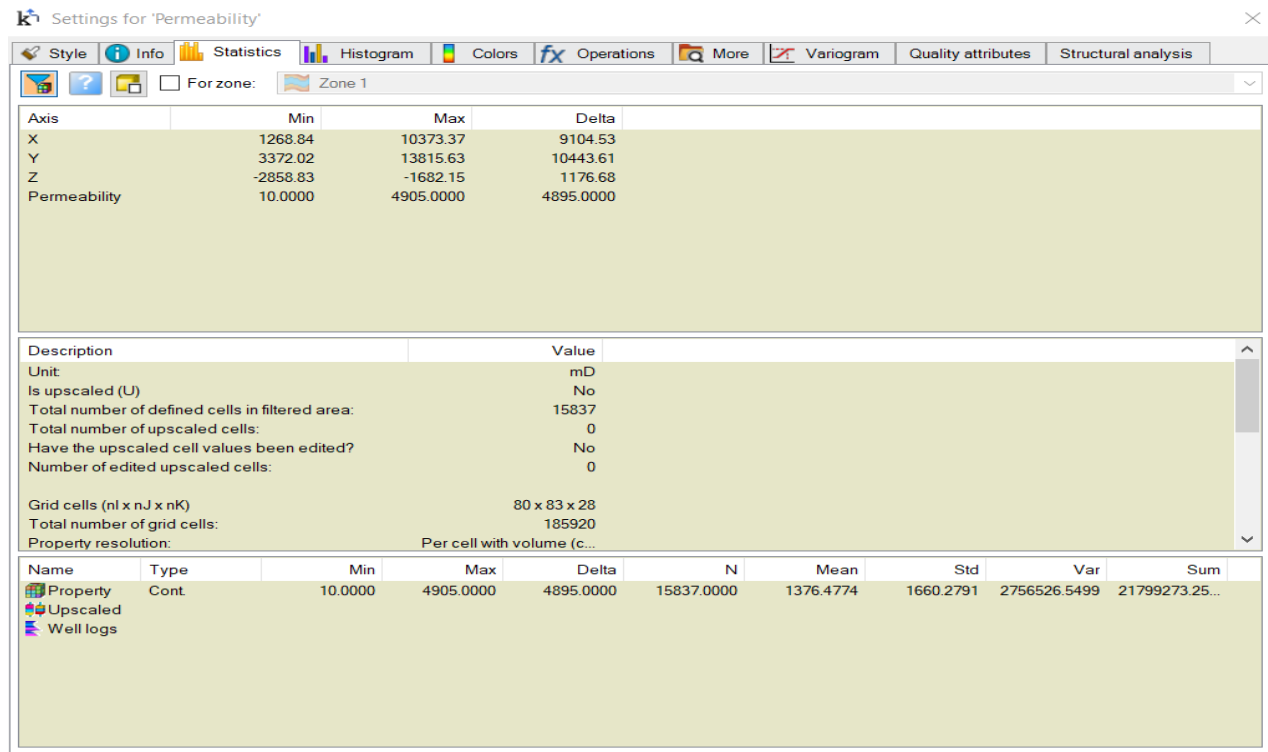 Settings for 'Permeability'
Style Info Statistics Histogram Colors Operations More Variogram Quality attributes Structural analysis
For zone: Zone 1
Axis Min Max Delta
X 1268.84 10373.37 9104.53
Y 3372.02 13815.63 10443.61
Z -2858.83 -1682.15 1176.68
Permeability 10.0000 4905.0000 4895.0000
Description Value
Unit: mD
Is upscaled (U) No
Total number of defined cells in filtered area: 15837
Total number of upscaled cells: 0
Have the upscaled cell values been edited? No
Number of edited upscaled cells: 0
Grid cells (nI x nJ x nK) 80 x 83 x 28
Total number of grid cells: 185920
Property resolution: Per cell with volume (c...
Name Type Min Max Delta N Mean Std Var Sum
Property Cont. 10.0000 4905.0000 4895.0000 15837.0000 1376.4774 1660.2791 2756526.5499 21799273.25...
Upscaled
Well logs